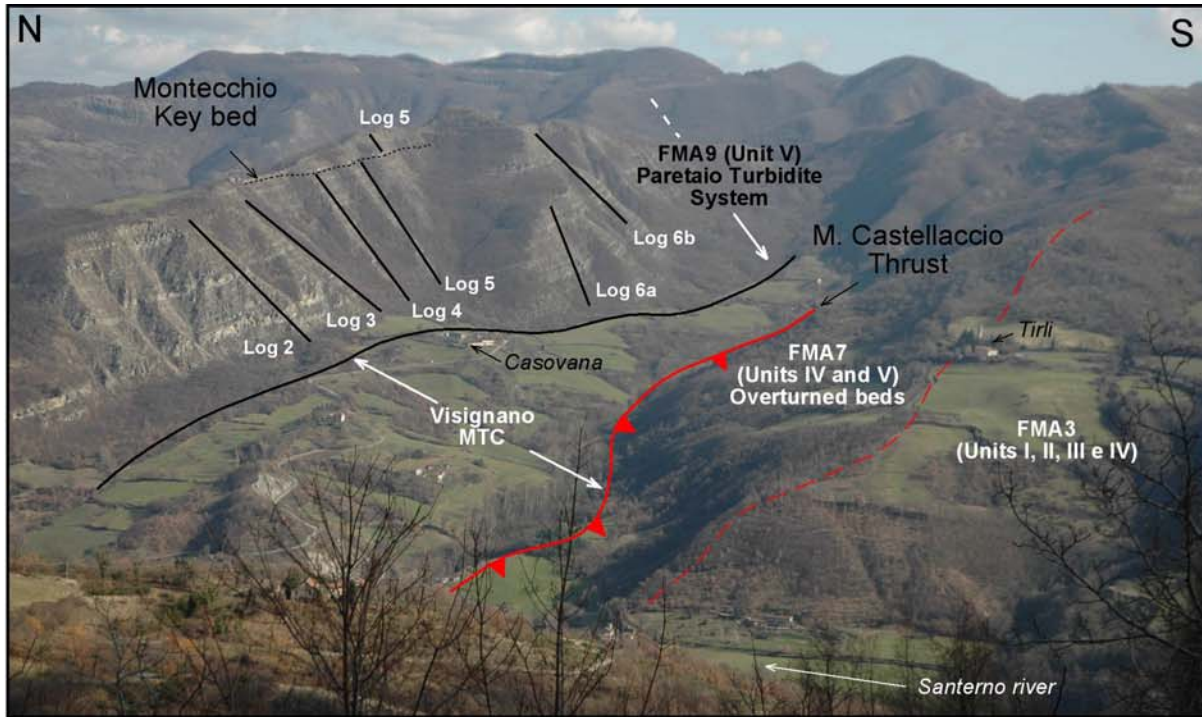 N
S
Montecchio
Key bed
Log 5
FMA9 (Unit V)
Paretaio Turbidite
System
M. Castellaccio
Thrust
Log 6b
Log 6a
Log 5
Log 4
Log 3
Log 2
Casovana
Tirli
FMA7
(Units IV and V)
Overturned beds
Visignano
MTC
FMA3
(Units I, II, III e IV)
Santerno river